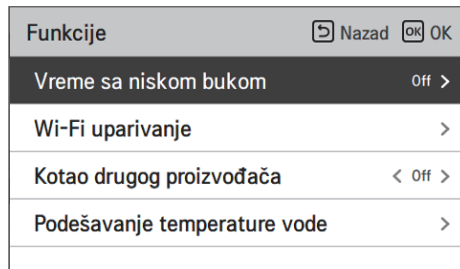 Funkcije Nazad OK OK
Vreme sa niskom bukom Off >
Wi-Fi uparivanje >
Kotao drugog proizvođača < Off >
Podešavanje temperature vode >